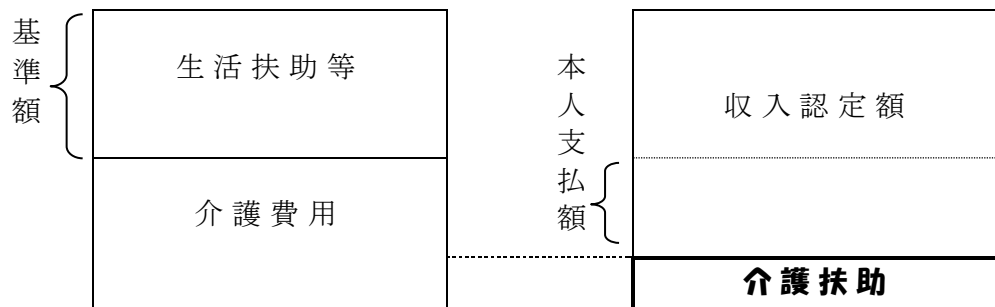 基準額
生活扶助等
介護費用
本人支払額
収入認定額
介護扶助